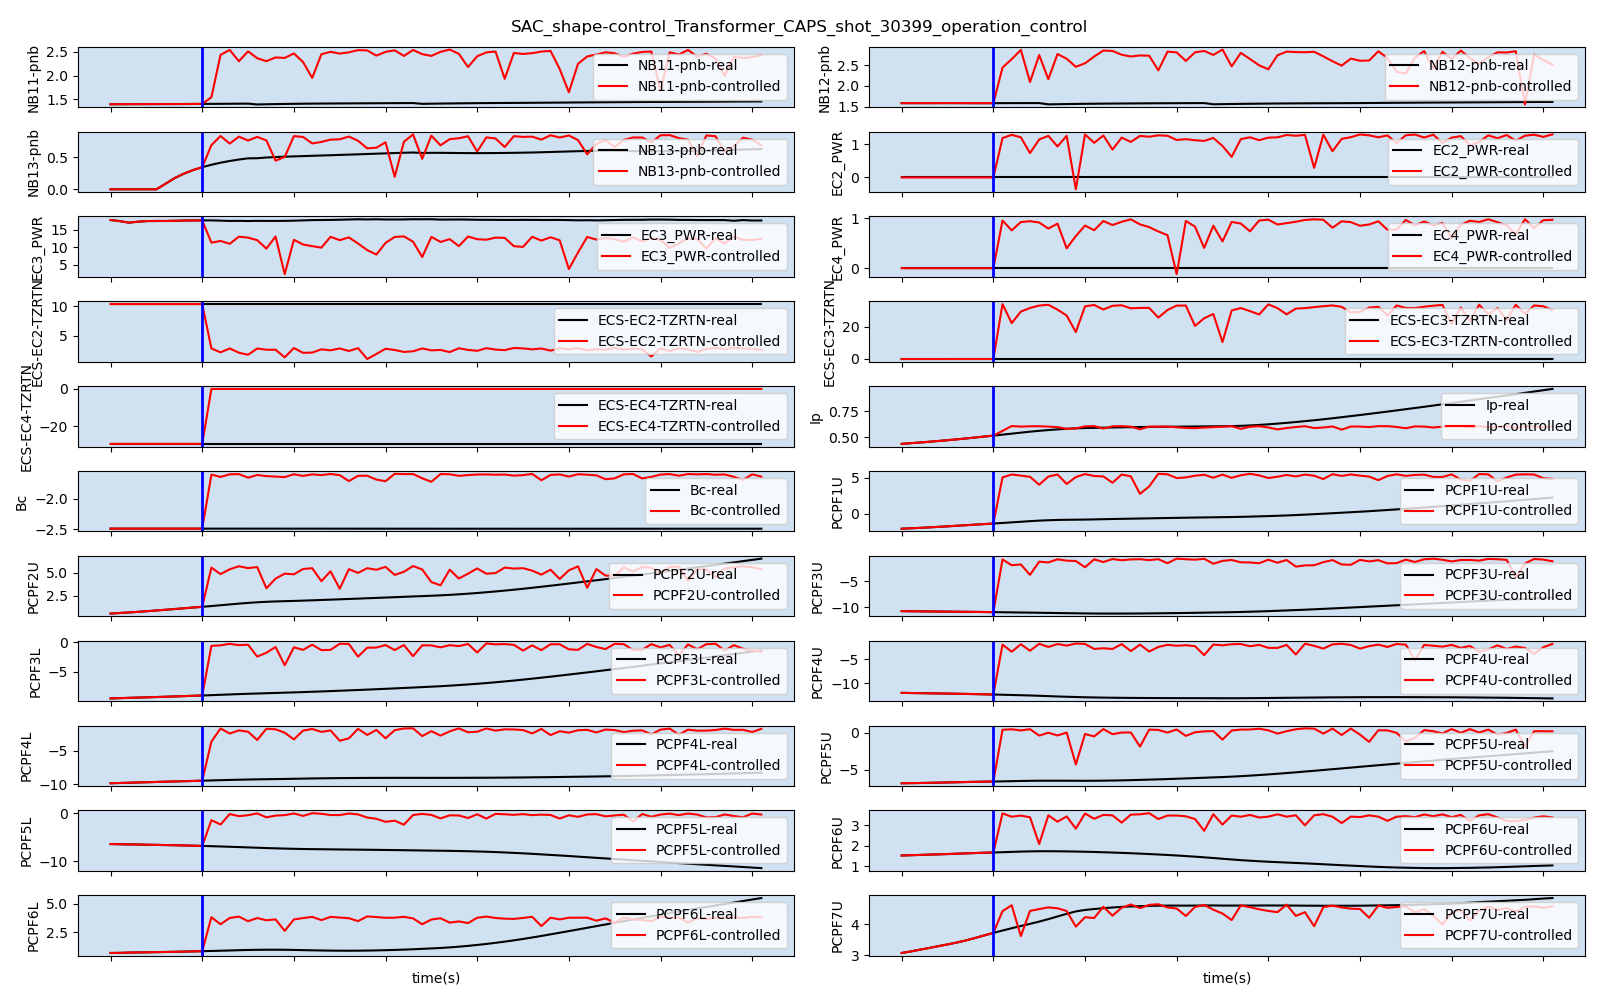 SAC_shape-control_Transformer_CAPS_shot_30399_operation_control
NB11-pnb
2.5
2.0
1.5
NB11-pnb-real
NB11-pnb-controlled
NB12-pnb
2.5
2.0
1.5
NB12-pnb-real
NB12-pnb-controlled
NB13-pnb
0.5
0.0
NB13-pnb-real
NB13-pnb-controlled
EC2_PWR
1
0
EC2_PWR-real
EC2_PWR-controlled
EC3_PWR
15
10
5
EC3_PWR-real
EC3_PWR-controlled
EC4_PWR
1
0
EC4_PWR-real
EC4_PWR-controlled
ECS-EC2-TZRTN
10
5
ECS-EC2-TZRTN-real
ECS-EC2-TZRTN-controlled
ECS-EC3-TZRTN
20
0
ECS-EC3-TZRTN-real
ECS-EC3-TZRTN-controlled
ECS-EC4-TZRTN
0
−20
ECS-EC4-TZRTN-real
ECS-EC4-TZRTN-controlled
Ip
0.75
0.50
Ip-real
Ip-controlled
Bc
−2.0
−2.5
Bc-real
Bc-controlled
PCPF1U
5
0
PCPF1U-real
PCPF1U-controlled
PCPF2U
5.0
2.5
PCPF2U-real
PCPF2U-controlled
PCPF3U
−5
−10
PCPF3U-real
PCPF3U-controlled
PCPF3L
0
−5
PCPF3L-real
PCPF3L-controlled
PCPF4U
−5
−10
PCPF4U-real
PCPF4U-controlled
PCPF4L
−5
−10
PCPF4L-real
PCPF4L-controlled
PCPF5U
0
−5
PCPF5U-real
PCPF5U-controlled
PCPF5L
0
−10
PCPF5L-real
PCPF5L-controlled
PCPF6U
3
2
1
PCPF6U-real
PCPF6U-controlled
PCPF6L
5.0
2.5
PCPF6L-real
PCPF6L-controlled
PCPF7U
4
3
PCPF7U-real
PCPF7U-controlled
time(s)
time(s)